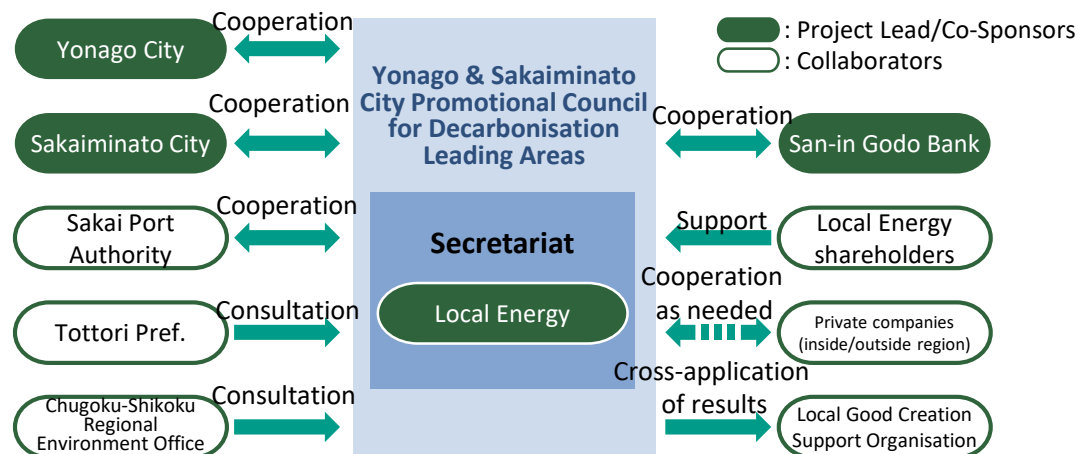 Cooperation
Yonago City
Cooperation
Sakaiminato City
Cooperation
Sakai Port
Authority
Consultation
Tottori Pref.
Consultation
Chugoku-Shikoku
Regional
Environment Office
Yonago & Sakaiminato
City Promotional Council
for Decarbonisation
Leading Areas
Secretariat
Local Energy
: Project Lead/Co-Sponsors
: Collaborators
Cooperation
San-in Godo Bank
Support
Local Energy
shareholders
Cooperation
as needed
Private companies
(inside/outside region)
Cross-application
of results
Local Good Creation
Support Organisation